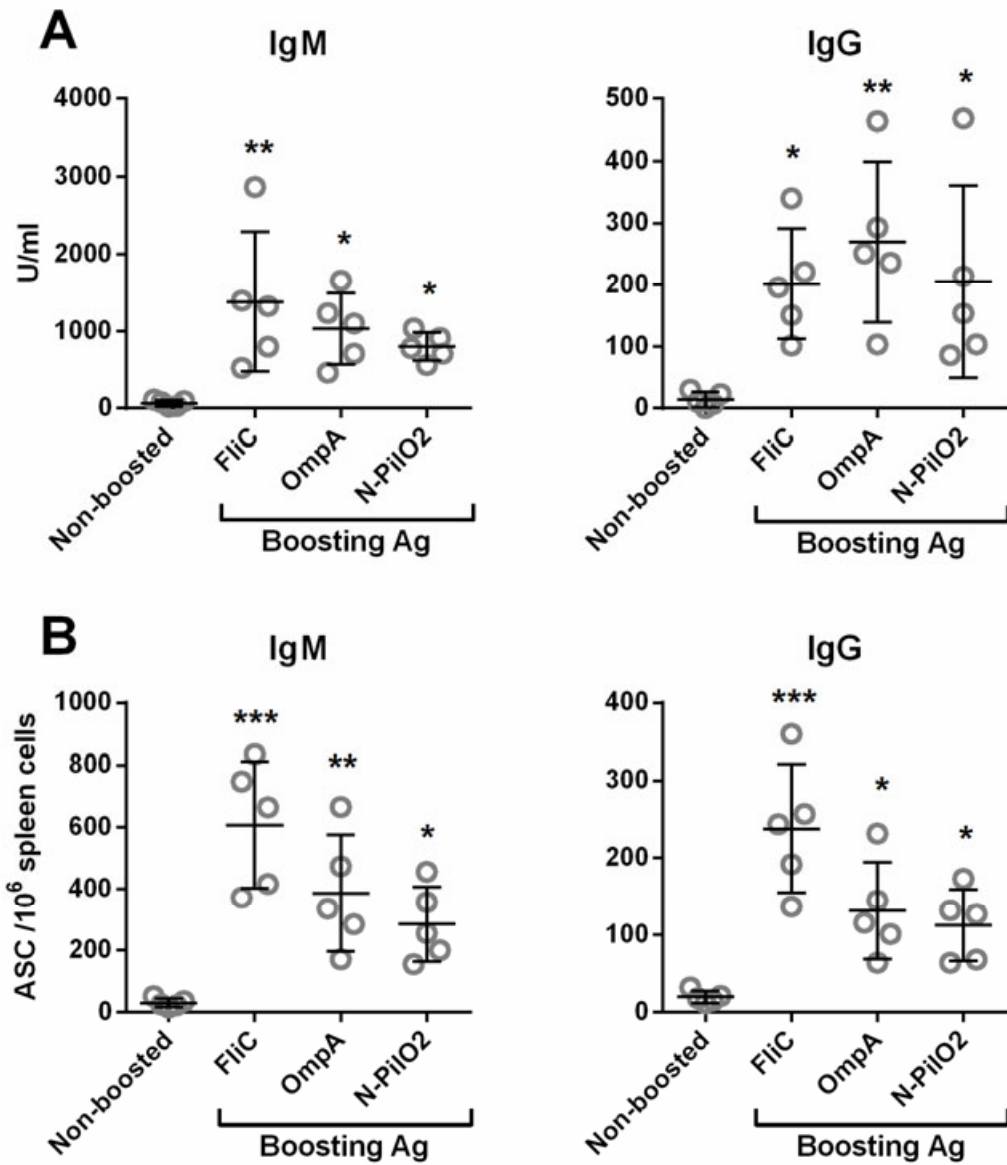 A
IgM
IgG
4000
3000
2000
1000
0
U/ml
**
*
*
Non-boosted
FliC
OmpA
N-PilO2
Boosting Ag
500
400
300
200
100
0
*
**
*
Non-boosted
FliC
OmpA
N-PilO2
Boosting Ag
B
IgM
IgG
1000
800
600
400
200
0
ASC /10⁶ spleen cells
***
**
*
Non-boosted
FliC
OmpA
N-PilO2
Boosting Ag
400
300
200
100
0
***
*
*
Non-boosted
FliC
OmpA
N-PilO2
Boosting Ag